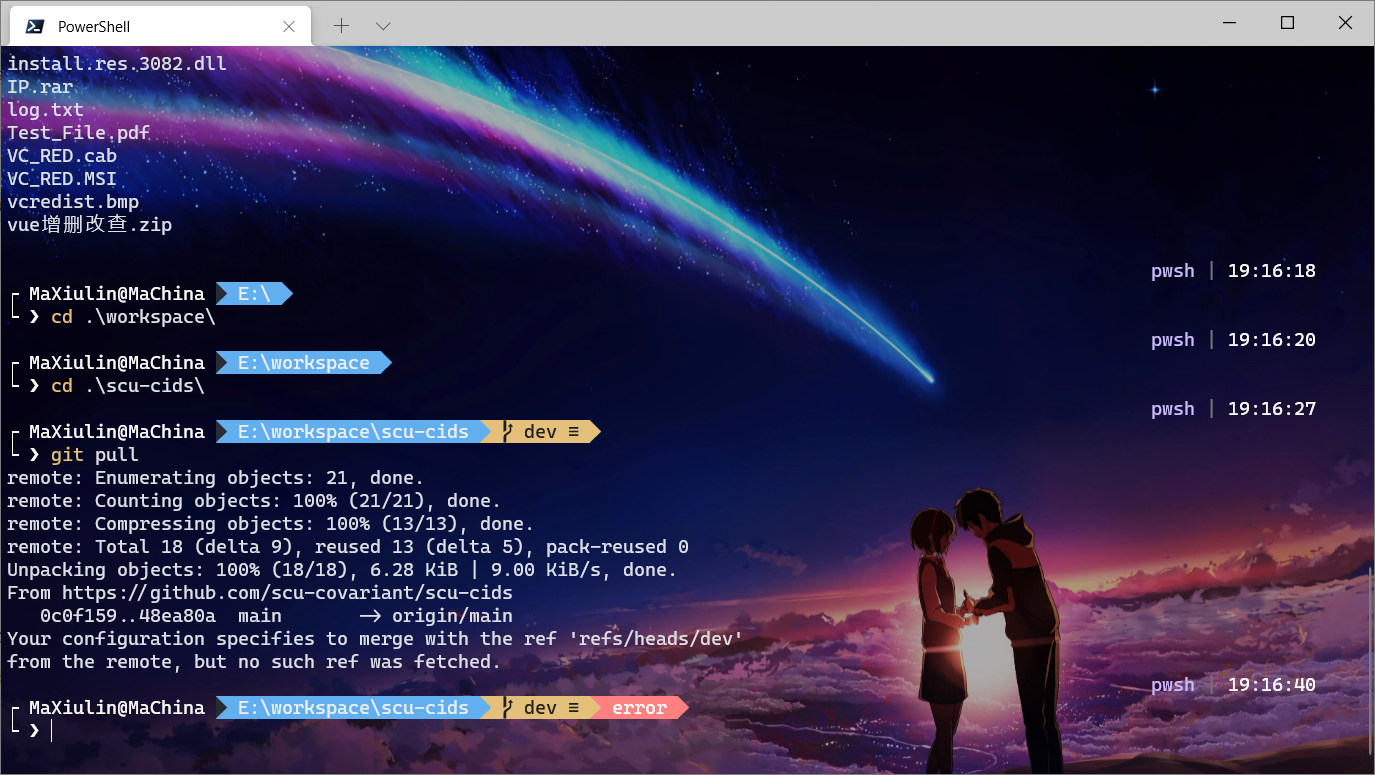 PowerShell
install.res.3082.dll
IP.rar
log.txt
Test_File.pdf
VC_RED.cab
VC_RED.MSI
vcredist.bmp
vue增删改查.zip
pwsh | 19:16:18
MaXiulin@MaChina E:\
❯ cd .\workspace\
pwsh | 19:16:20
MaXiulin@MaChina E:\workspace
❯ cd .\scu-cids\
pwsh | 19:16:27
MaXiulin@MaChina E:\workspace\scu-cids dev ≡
❯ git pull
remote: Enumerating objects: 21, done.
remote: Counting objects: 100% (21/21), done.
remote: Compressing objects: 100% (13/13), done.
remote: Total 18 (delta 9), reused 13 (delta 5), pack-reused 0
Unpacking objects: 100% (18/18), 6.28 KiB | 9.00 KiB/s, done.
From https://github.com/scu-covariant/scu-cids
0c0f159..48ea80a main -> origin/main
Your configuration specifies to merge with the ref 'refs/heads/dev'
from the remote, but no such ref was fetched.
pwsh | 19:16:40
MaXiulin@MaChina E:\workspace\scu-cids dev ≡ error
❯